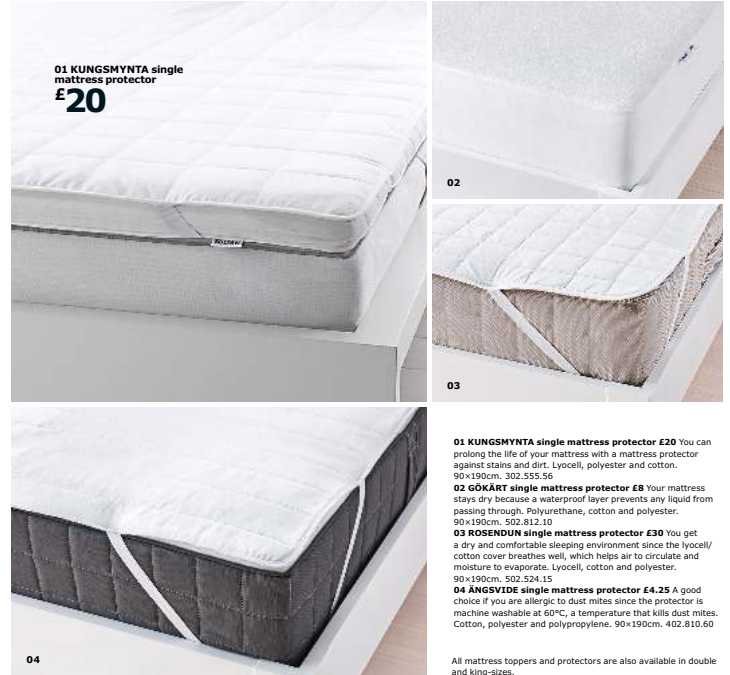 01 KUNGSMYNTA single
mattress protector
£20
02
03
04
01 KUNGSMYNTA single mattress protector £20 You can
prolong the life of your mattress with a mattress protector
against stains and dirt. Lyocell, polyester and cotton.
90×190cm. 302.555.56
02 GÖKÄRT single mattress protector £8 Your mattress
stays dry because a waterproof layer prevents any liquid from
passing through. Polyurethane, cotton and polyester.
90×190cm. 502.812.10
03 ROSENDUN single mattress protector £30 You get
a dry and comfortable sleeping environment since the lyocell/
cotton cover breathes well, which helps air to circulate and
moisture to evaporate. Lyocell, cotton and polyester.
90×190cm. 502.524.15
04 ÄNGSVIDE single mattress protector £4.25 A good
choice if you are allergic to dust mites since the protector is
machine washable at 60°C, a temperature that kills dust mites.
Cotton, polyester and polypropylene. 90×190cm. 402.810.60
All mattress toppers and protectors are also available in double
and king-sizes.